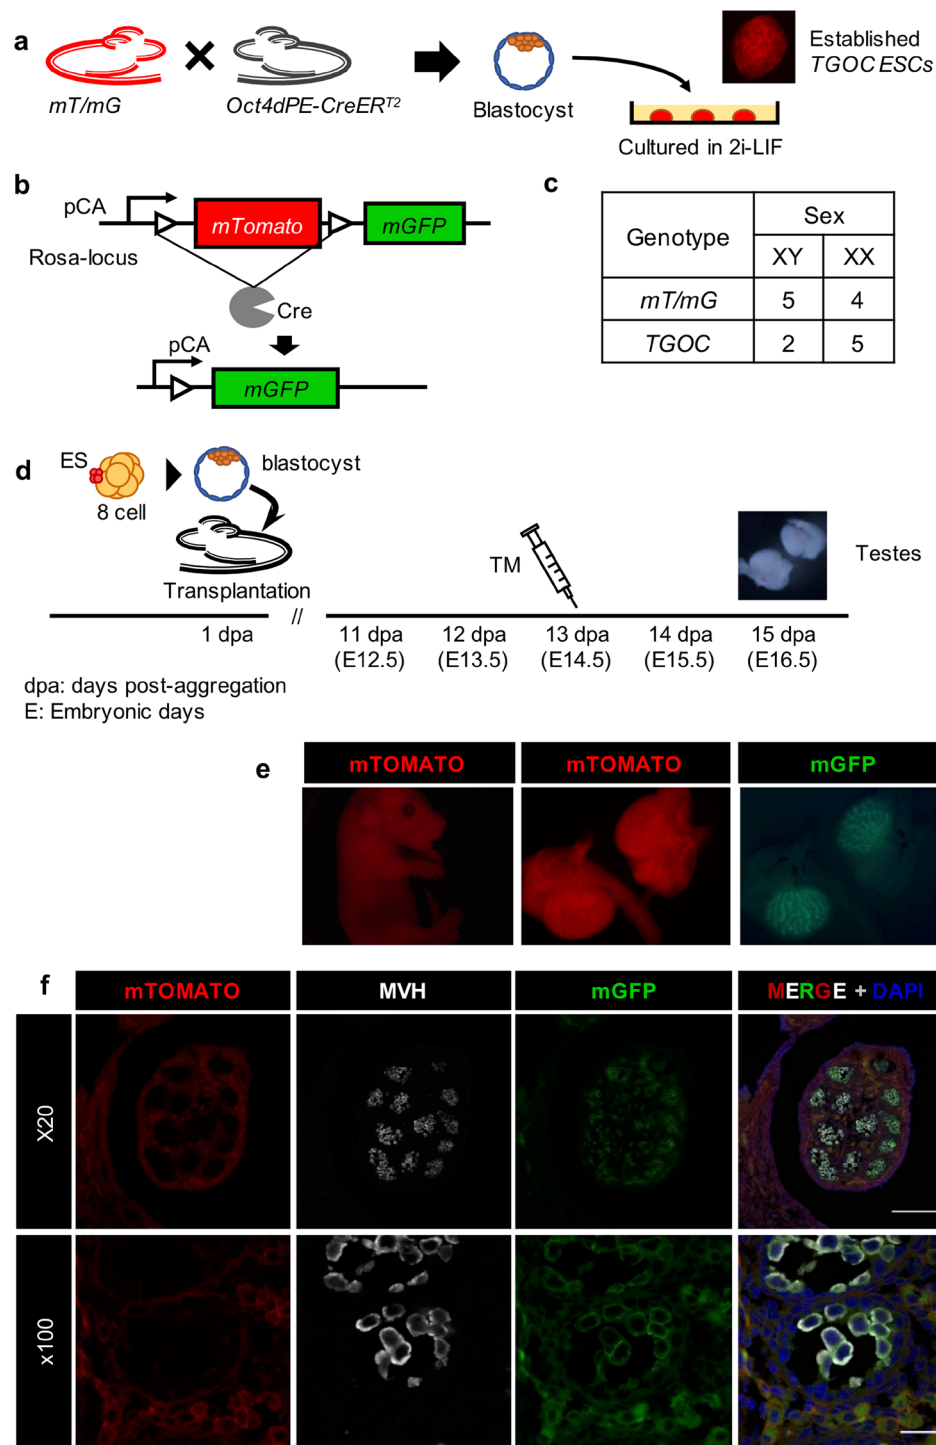 a
mT/mG
Oct4dPE-CreERT2
Blastocyst
Established
TGOC ESCs
Cultured in 2i-LIF
b
pCA
mTomato
mGFP
Rosa-locus
Cre
pCA
mGFP
c
Genotype
Sex
XY
XX
mT/mG
5
4
TGOC
2
5
d
ES
8 cell
blastocyst
Transplantation
TM
Testes
//
1 dpa
11 dpa
(E12.5)
12 dpa
(E13.5)
13 dpa
(E14.5)
14 dpa
(E15.5)
15 dpa
(E16.5)
dpa: days post-aggregation
E: Embryonic days
e
mTOMATO
mTOMATO
mGFP
f
mTOMATO
MVH
mGFP
MERGE + DAPI
X20
x100